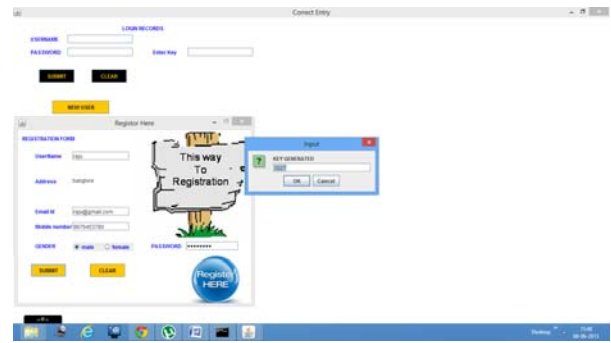 Correct Entry
LOGIN RECORDS
USERNAME
PASSWORD
Enter Key
SUBMIT
CLEAR
NEW USER
Register Here
REGISTRATION FORM
UserName
Address
Email Id
Mobile number
GENDER
male
female
PASSWORD
SUBMIT
CLEAR
This way
To
Registration
Register
HERE
Input
KEY GENERATED
OK
Cancel
Desktop